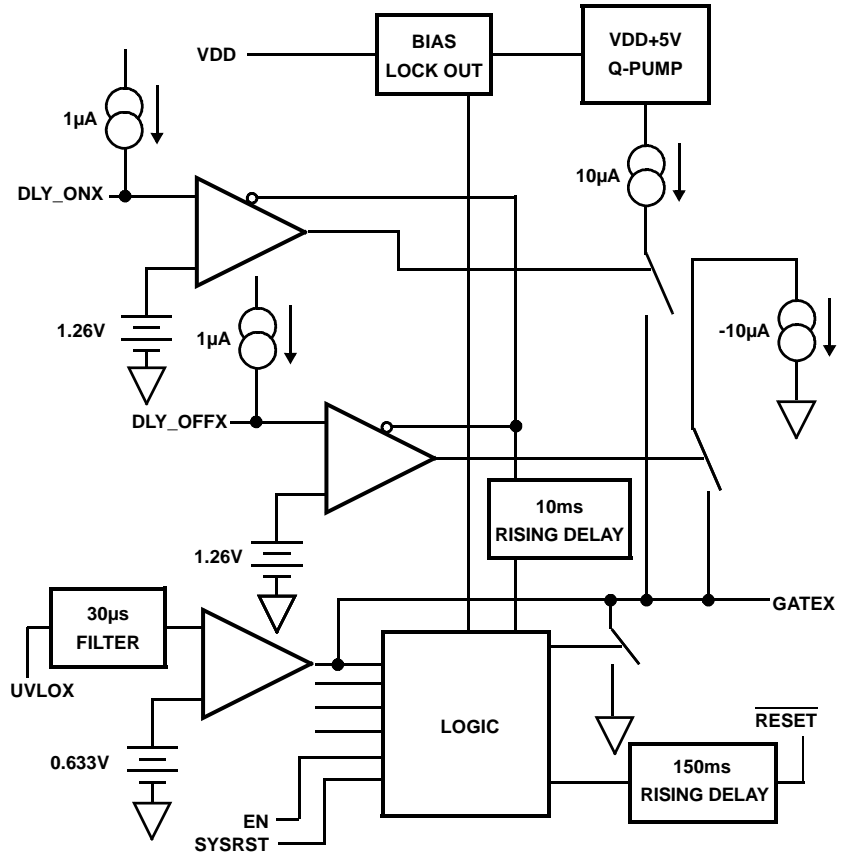 VDD
BIAS
LOCK OUT
VDD+5V
Q-PUMP
1µA
10µA
DLY_ONX
1.26V
1µA
-10µA
DLY_OFFX
10ms
RISING DELAY
1.26V
30µs
FILTER
GATEX
UVLOX
LOGIC
RESET
0.633V
150ms
RISING DELAY
EN
SYSRST